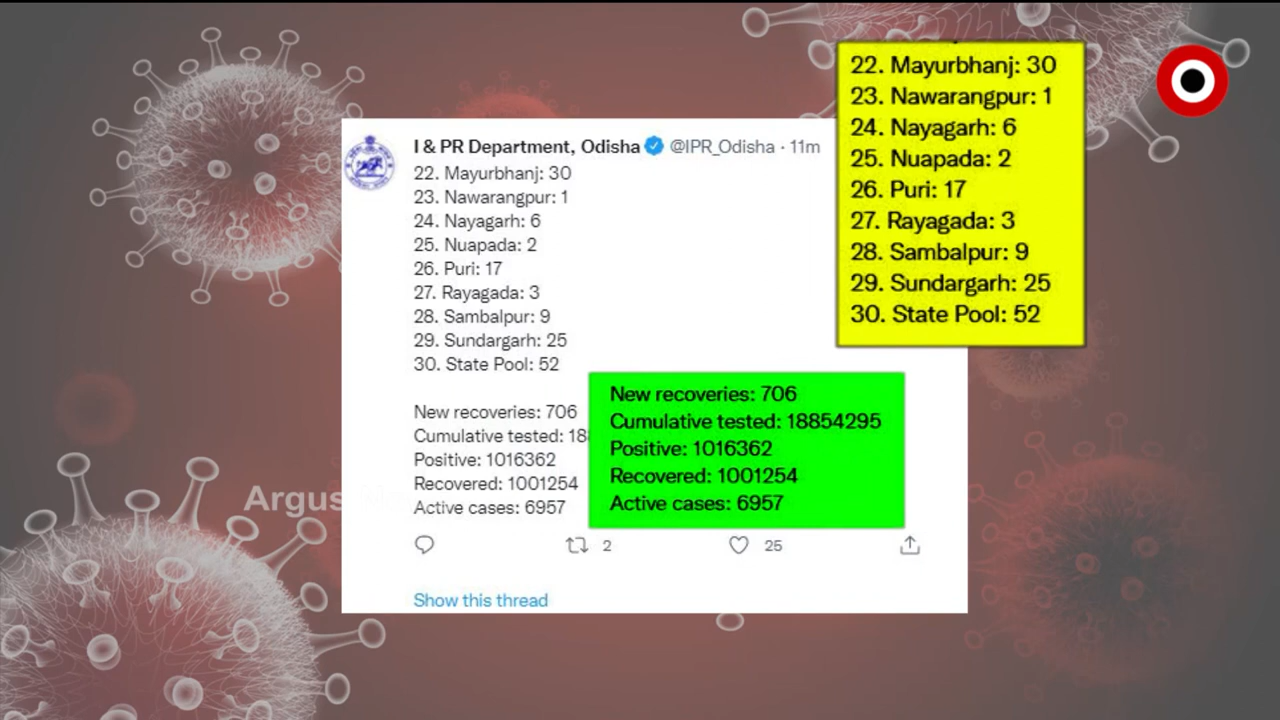 I & PR Department, Odisha @IPR_Odisha · 11m
22. Mayurbhanj: 30
23. Nawarangpur: 1
24. Nayagarh: 6
25. Nuapada: 2
26. Puri: 17
27. Rayagada: 3
28. Sambalpur: 9
29. Sundargarh: 25
30. State Pool: 52
New recoveries: 706
Cumulative tested: 18
Positive: 1016362
Recovered: 1001254
Active cases: 6957
2
25
Show this thread
22. Mayurbhanj: 30
23. Nawarangpur: 1
24. Nayagarh: 6
25. Nuapada: 2
26. Puri: 17
27. Rayagada: 3
28. Sambalpur: 9
29. Sundargarh: 25
30. State Pool: 52
New recoveries: 706
Cumulative tested: 18854295
Positive: 1016362
Recovered: 1001254
Active cases: 6957
Argus